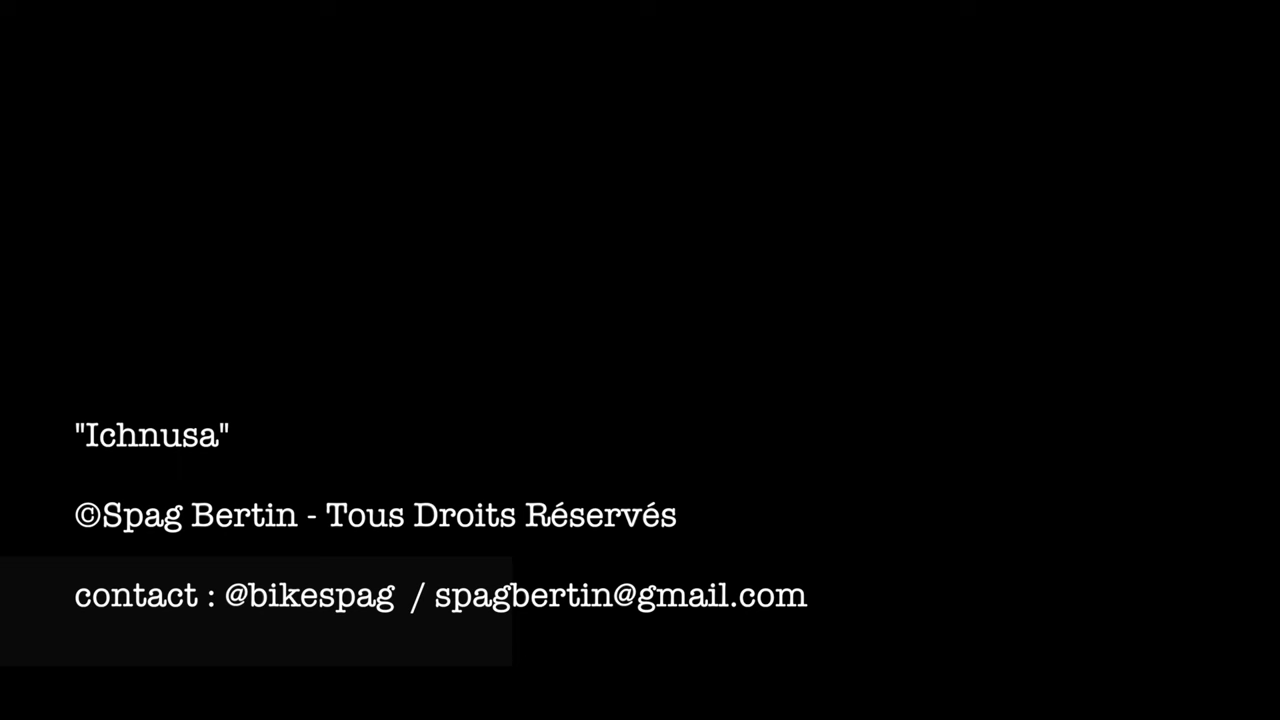 "Ichnusa"
©Spag Bertin - Tous Droits Réservés
contact : @bikespag / spagbertin@gmail.com